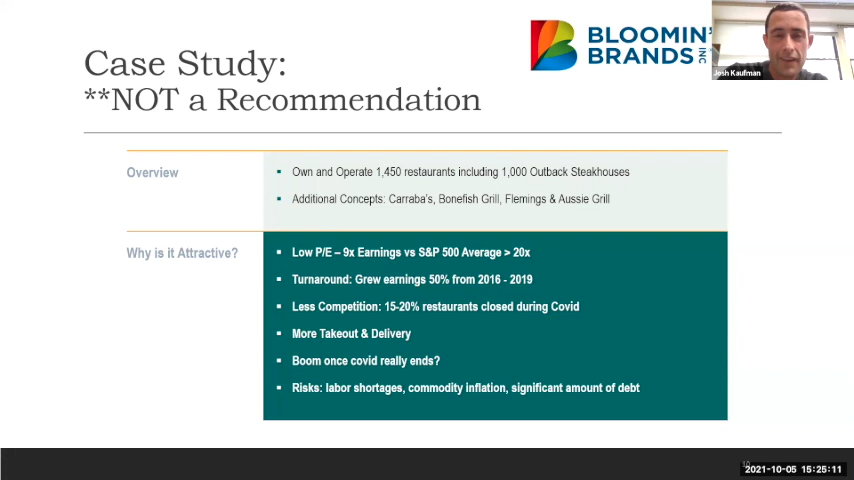 Case Study:
**NOT a Recommendation
BLOOMIN'
BRANDS
INC
Josh Kaufman
Overview
▪ Own and Operate 1,450 restaurants including 1,000 Outback Steakhouses
▪ Additional Concepts: Carraba's, Bonefish Grill, Flemings & Aussie Grill
Why is it Attractive?
▪ Low P/E – 9x Earnings vs S&P 500 Average > 20x
▪ Turnaround: Grew earnings 50% from 2016 - 2019
▪ Less Competition: 15-20% restaurants closed during Covid
▪ More Takeout & Delivery
▪ Boom once covid really ends?
▪ Risks: labor shortages, commodity inflation, significant amount of debt
2021-10-05 15:25:11